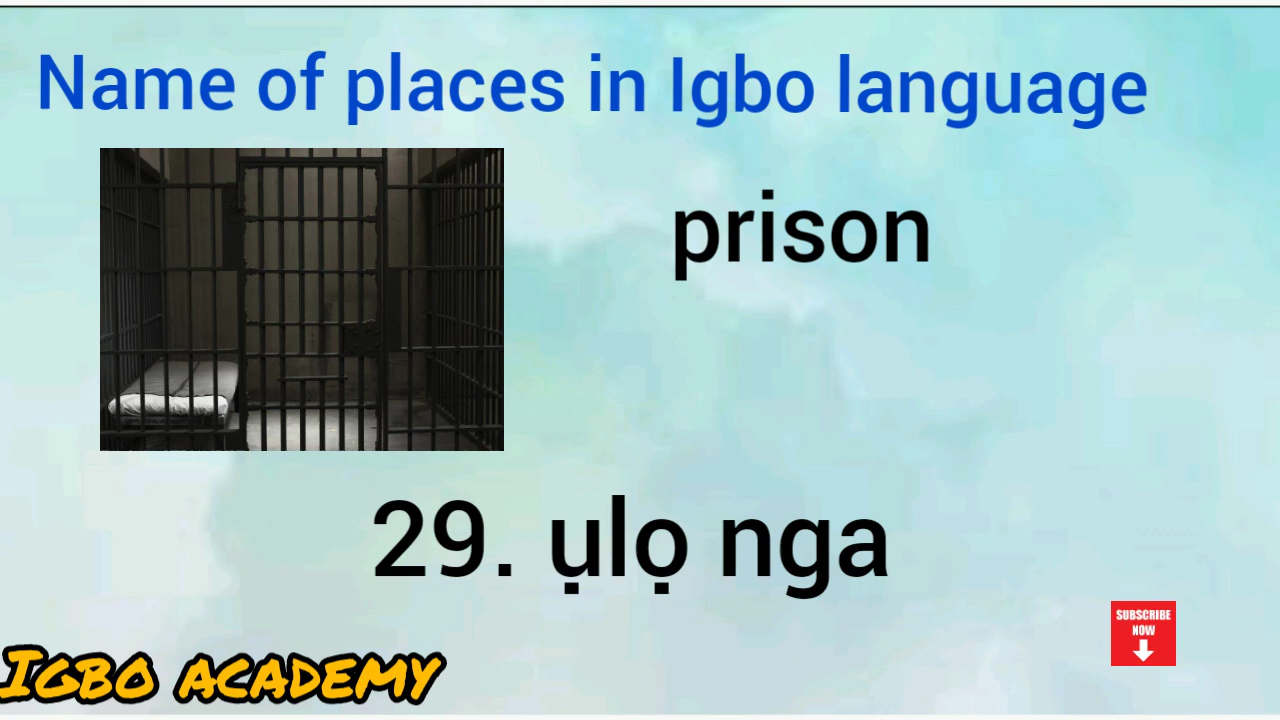 Name of places in Igbo language
prison
29. ụlọ nga
SUBSCRIBE
NOW
IGBO ACADEMY